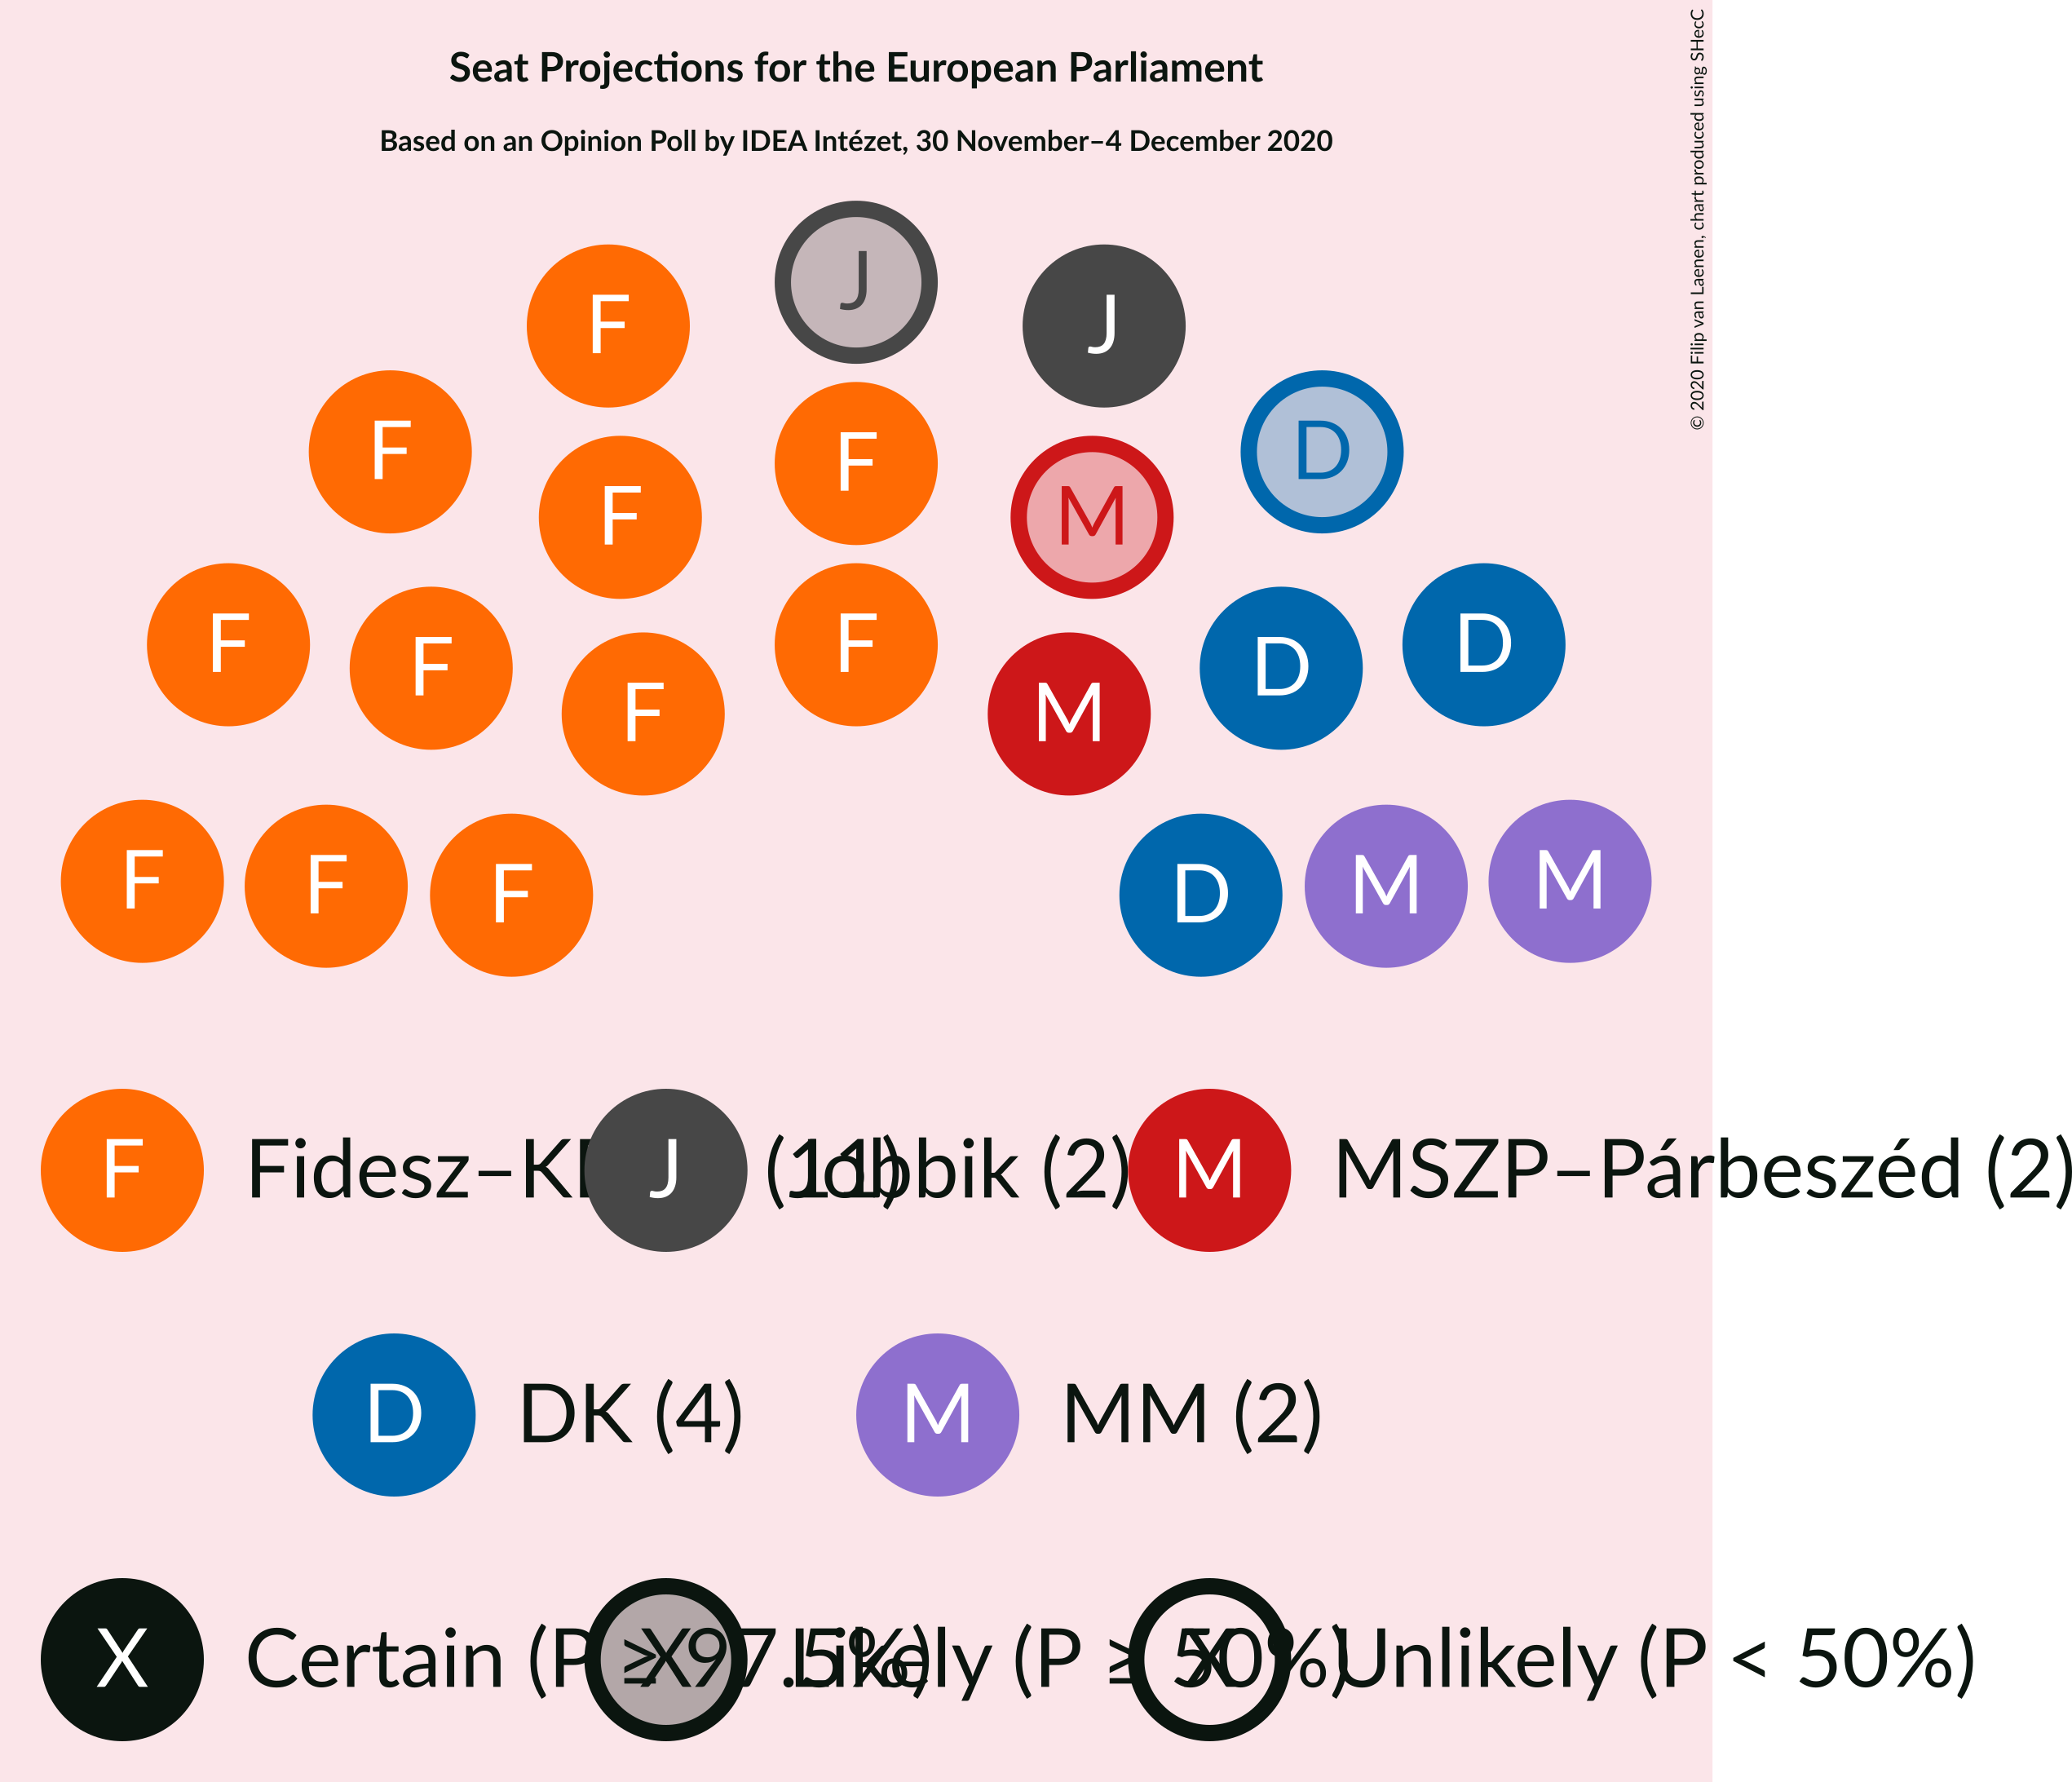 Seat Projections for the European Parliament
Based on an Opinion Poll by IDEA Intézet, 30 November–4 December 2020
© 2020 Filip van Laenen, chart produced using SHecC
J
F J
F D
F F M
F F D D
F M
F F F D M M
F Fidesz–K (11) J Jobbik (2) M MSZP–Párbeszéd (2)
D DK (4) M MM (2)
X Certain (P ≥ 97.5%) X Likely (P ≥ 50%) X Unlikely (P < 50%)